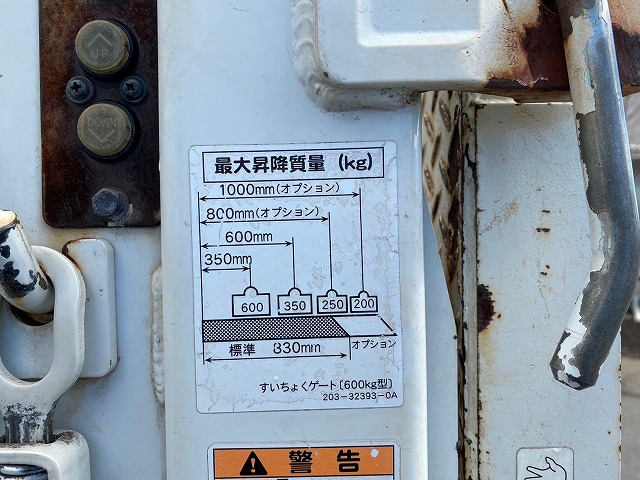 最大昇降質量 (kg)
1000mm(オプション)
800mm(オプション)
600mm
350mm
600 350 250 200
標準 830mm オプション
すいちょくゲート〔600kg型〕
203-32393-0A
警告